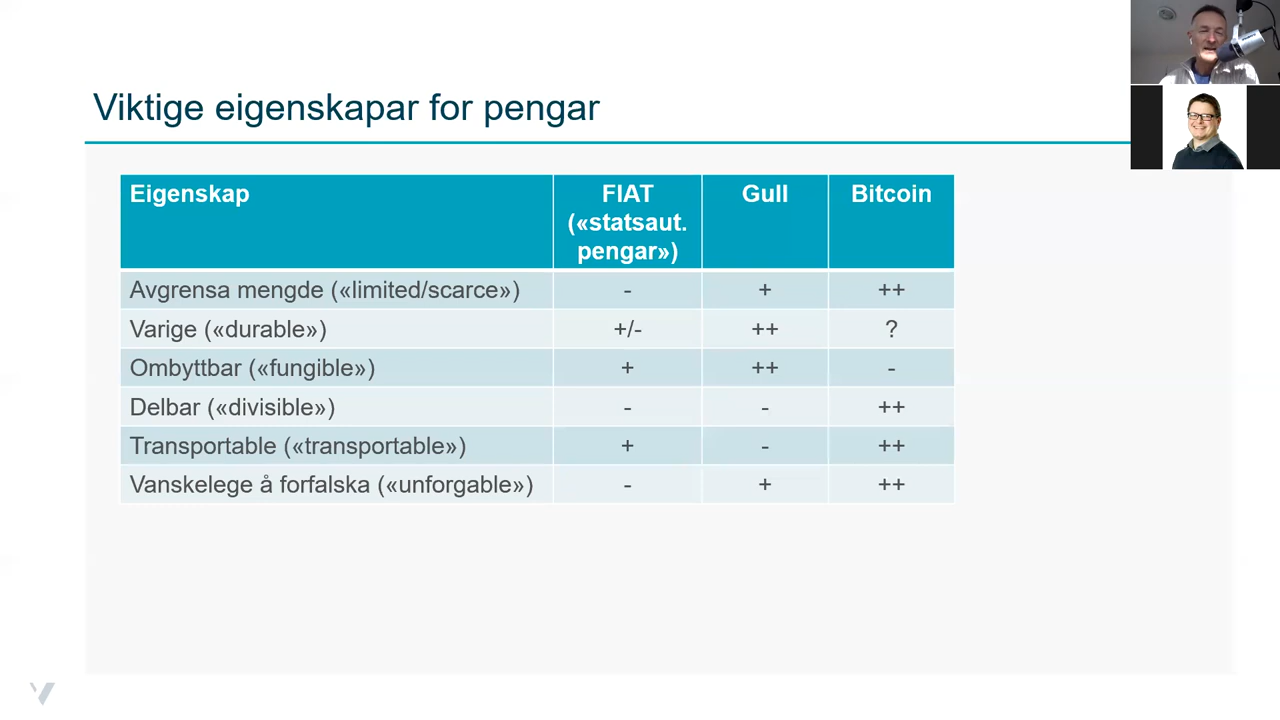 Viktige eigenskapar for pengar
Eigenskap FIAT Gull Bitcoin
(«statsaut.
pengar»)
Avgrensa mengde («limited/scarce») - + ++
Varige («durable») +/- ++ ?
Ombyttbar («fungible») + ++ -
Delbar («divisible») - - ++
Transportable («transportable») + - ++
Vanskelege å forfalska («unforgable») - + ++